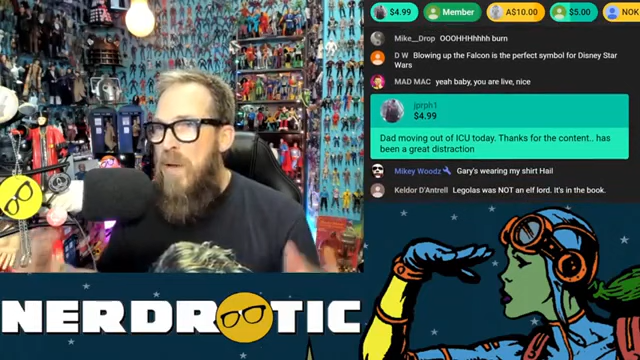 $4.99
Member
A$10.00
$5.00
NOK
Mike__Drop OOOHHHhhh burn
D W Blowing up the Falcon is the perfect symbol for Disney Star
Wars
MAD MAC yeah baby, you are live, nice
jprph1
$4.99
Dad moving out of ICU today. Thanks for the content.. has
been a great distraction
Mikey Woodz Gary's wearing my shirt Hail
Keldor D'Antrell Legolas was NOT an elf lord. It's in the book.
NERDROTIC